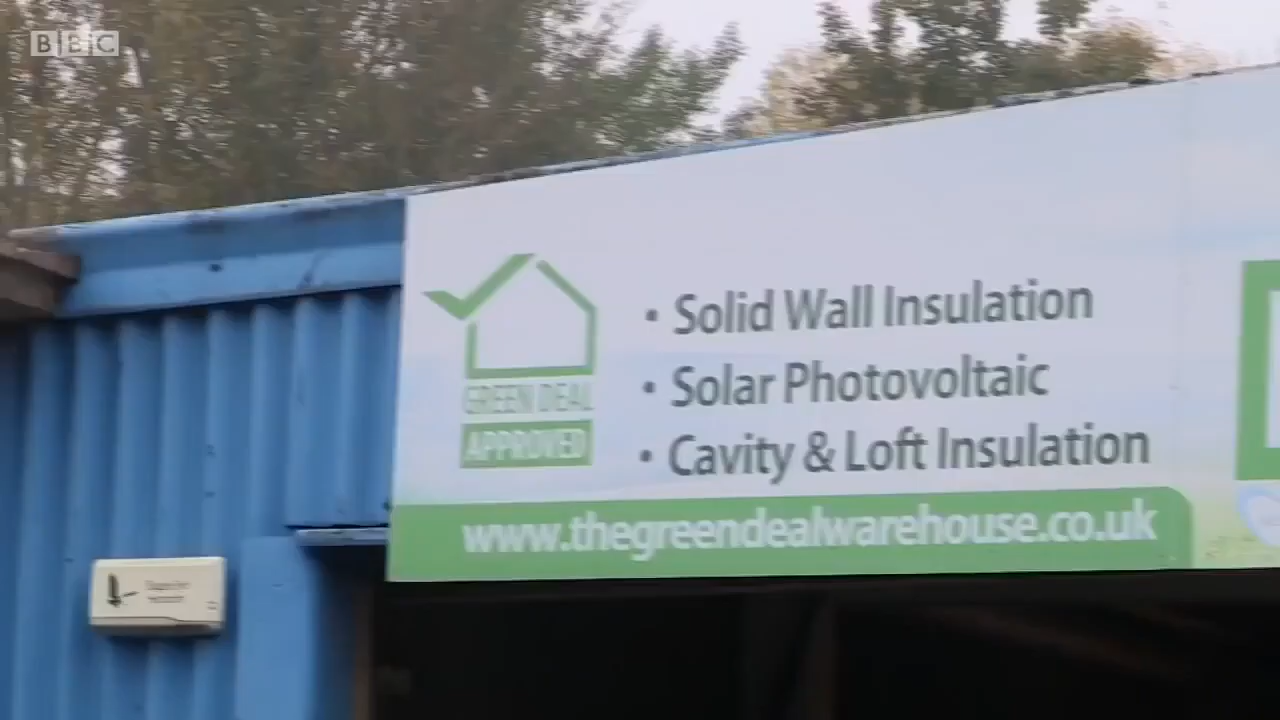 BBC
GREEN DEAL
APPROVED
· Solid Wall Insulation
· Solar Photovoltaic
· Cavity & Loft Insulation
www.thegreendealwarehouse.co.uk